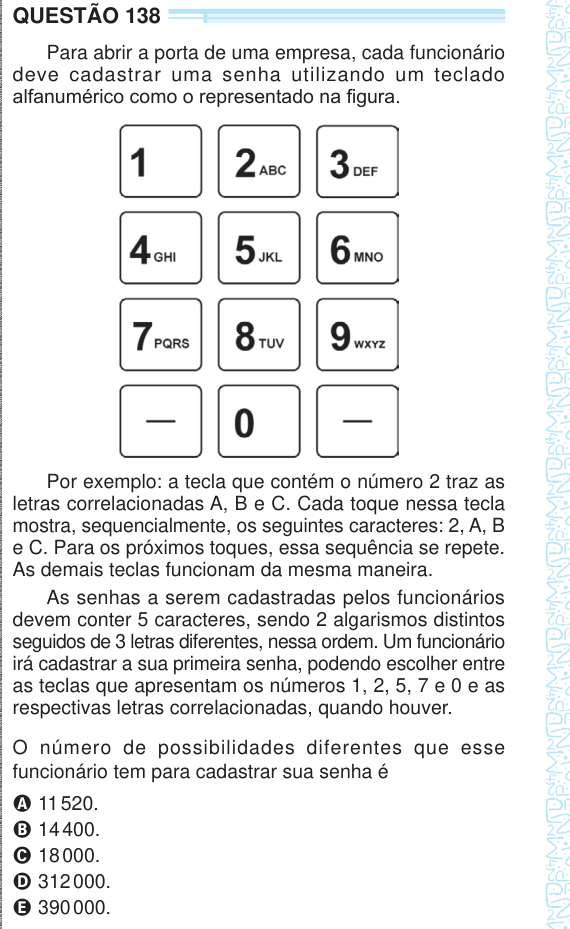 QUESTÃO 138
Para abrir a porta de uma empresa, cada funcionário
deve cadastrar uma senha utilizando um teclado
alfanumérico como o representado na figura.
1 2 ABC 3 DEF
4 GHI 5 JKL 6 MNO
7 PQRS 8 TUV 9 WXYZ
— 0 —
Por exemplo: a tecla que contém o número 2 traz as
letras correlacionadas A, B e C. Cada toque nessa tecla
mostra, sequencialmente, os seguintes caracteres: 2, A, B
e C. Para os próximos toques, essa sequência se repete.
As demais teclas funcionam da mesma maneira.
As senhas a serem cadastradas pelos funcionários
devem conter 5 caracteres, sendo 2 algarismos distintos
seguidos de 3 letras diferentes, nessa ordem. Um funcionário
irá cadastrar a sua primeira senha, podendo escolher entre
as teclas que apresentam os números 1, 2, 5, 7 e 0 e as
respectivas letras correlacionadas, quando houver.
O número de possibilidades diferentes que esse
funcionário tem para cadastrar sua senha é
A 11 520.
B 14 400.
C 18 000.
D 312 000.
E 390 000.